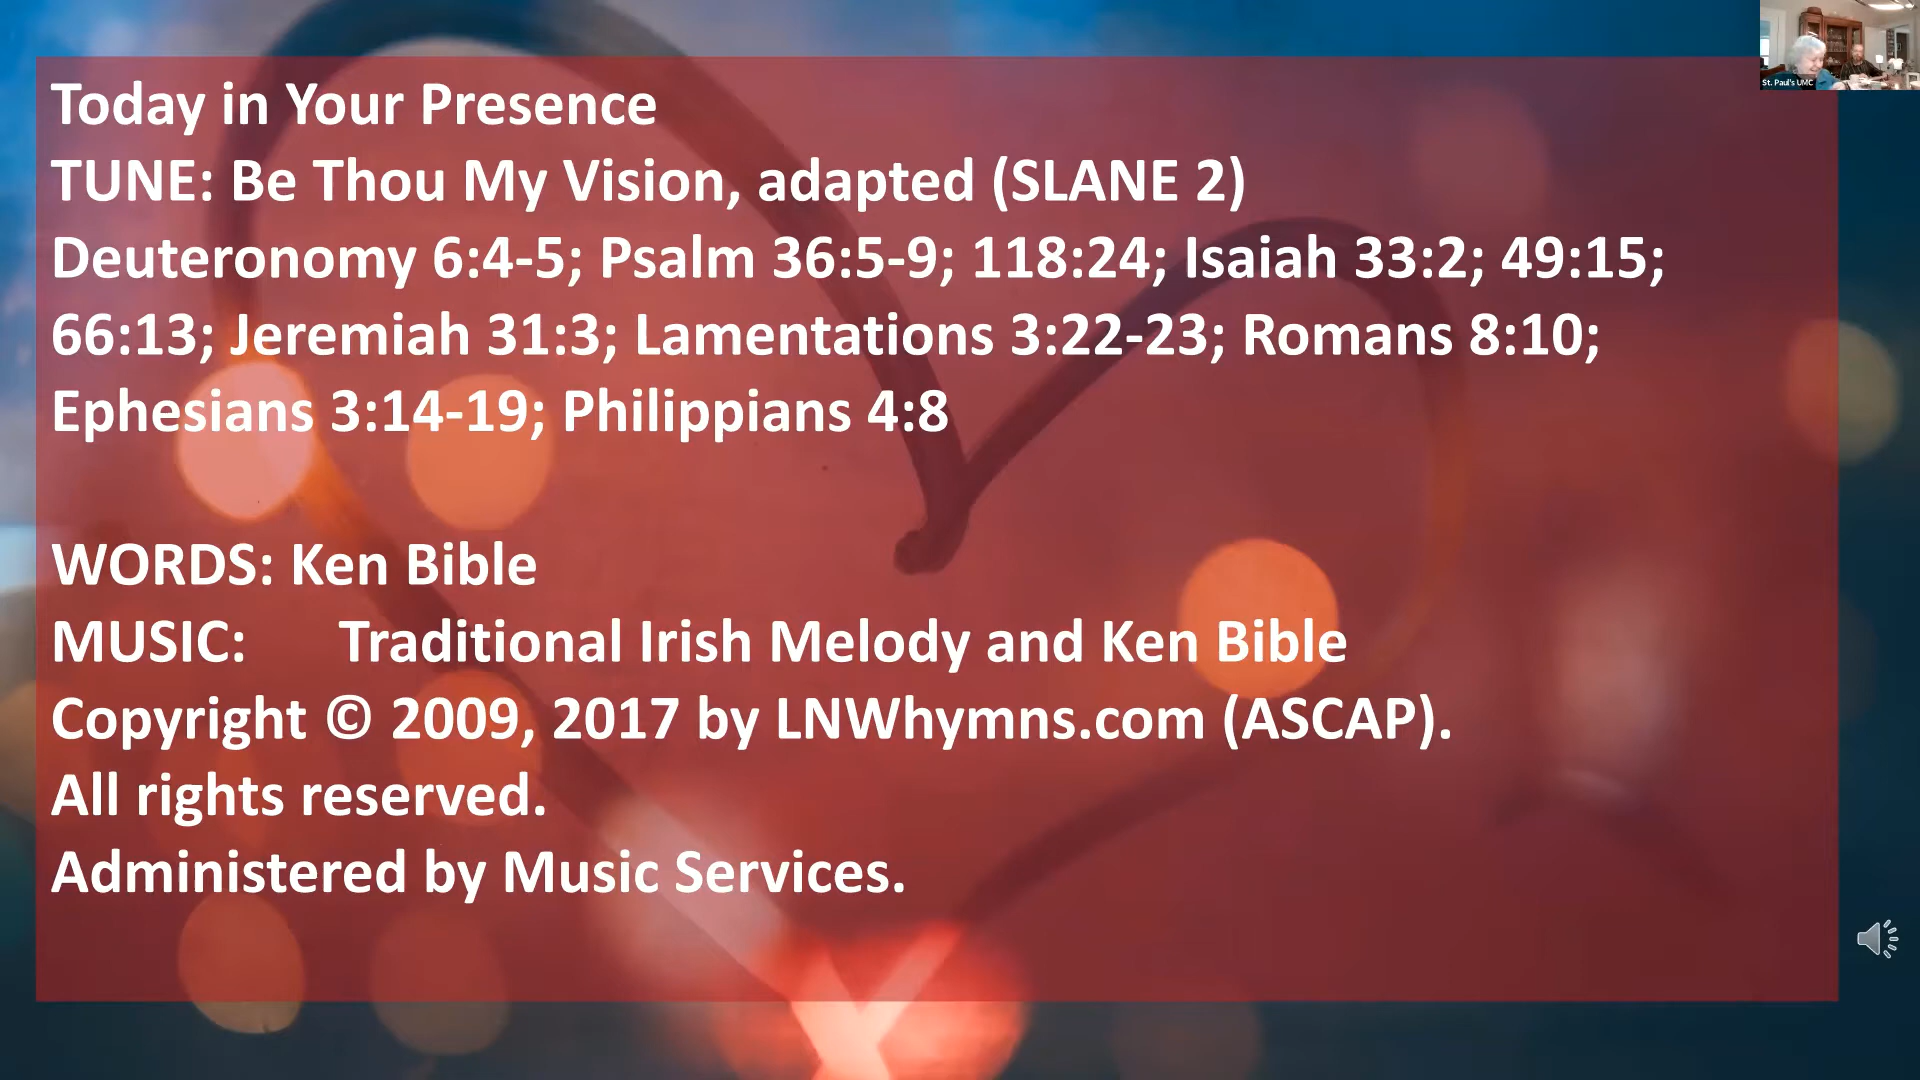 Today in Your Presence
TUNE: Be Thou My Vision, adapted (SLANE 2)
Deuteronomy 6:4-5; Psalm 36:5-9; 118:24; Isaiah 33:2; 49:15;
66:13; Jeremiah 31:3; Lamentations 3:22-23; Romans 8:10;
Ephesians 3:14-19; Philippians 4:8
WORDS: Ken Bible
MUSIC: Traditional Irish Melody and Ken Bible
Copyright © 2009, 2017 by LNWhymns.com (ASCAP).
All rights reserved.
Administered by Music Services.
St. Paul's UMC